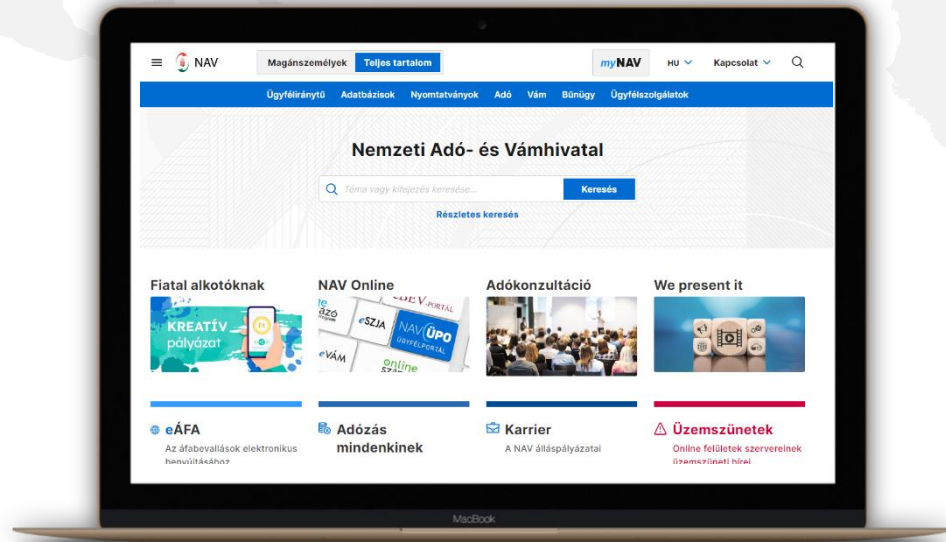 NAV
Magánszemélyek
Teljes tartalom
myNAV
HU
Kapcsolat
Ügyféliránytű Adatbázisok Nyomtatványok Adó Vám Bűnügy Ügyfélszolgálatok
Nemzeti Adó- és Vámhivatal
Téma vagy kifejezés keresése...
Keresés
Részletes keresés
Fiatal alkotóknak
KREATÍV
pályázat
Ft
NAV Online
eBEV-PORTÁL
eSZJA
NAV ÜPO
ÜGYFÉLPORTÁL
eVÁM
online
Adókonzultáció
We present it
eÁFA
Az áfabevallások elektronikus
benyújtásához
Adózás
mindenkinek
Karrier
A NAV álláspályázatai
Üzemszünetek
Online felületek szervereinek
üzemszüneti hírei
MacBook